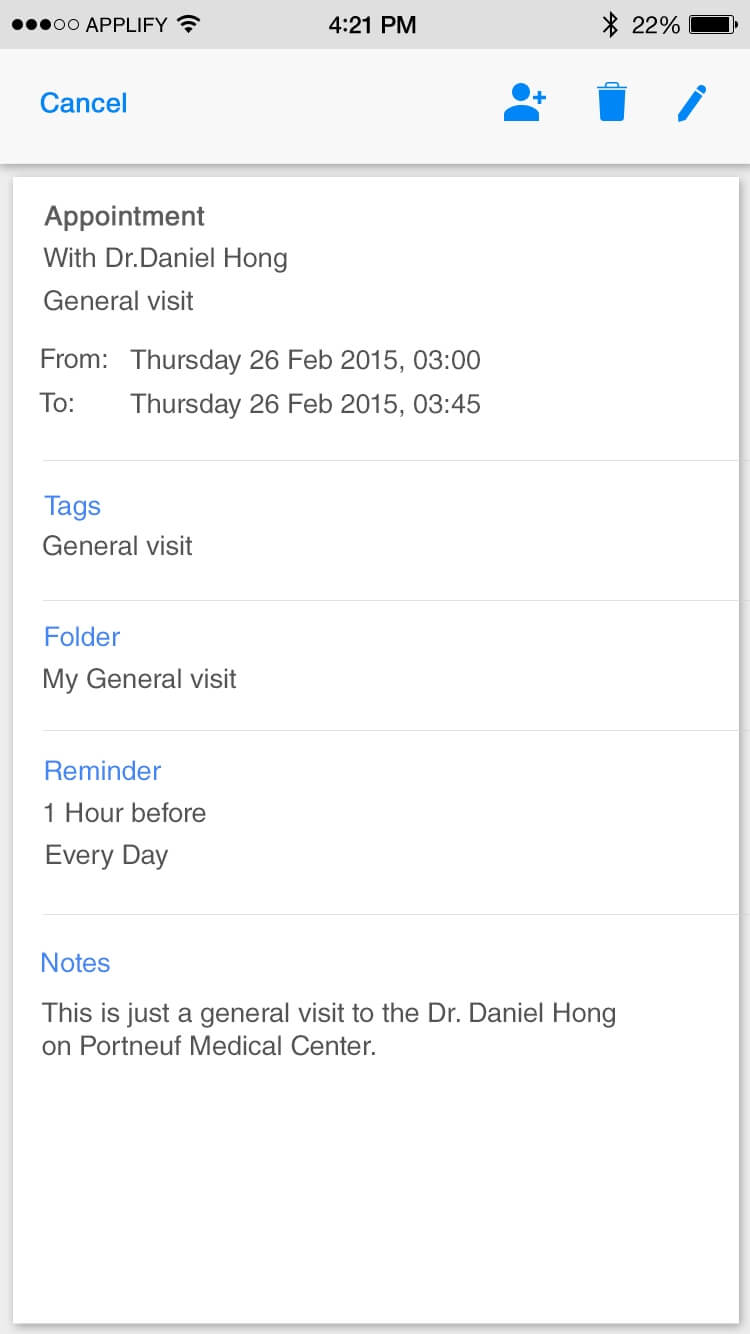 APPLIFY 4:21 PM 22%
Cancel
Appointment
With Dr.Daniel Hong
General visit
From: Thursday 26 Feb 2015, 03:00
To: Thursday 26 Feb 2015, 03:45
Tags
General visit
Folder
My General visit
Reminder
1 Hour before
Every Day
Notes
This is just a general visit to the Dr. Daniel Hong
on Portneuf Medical Center.